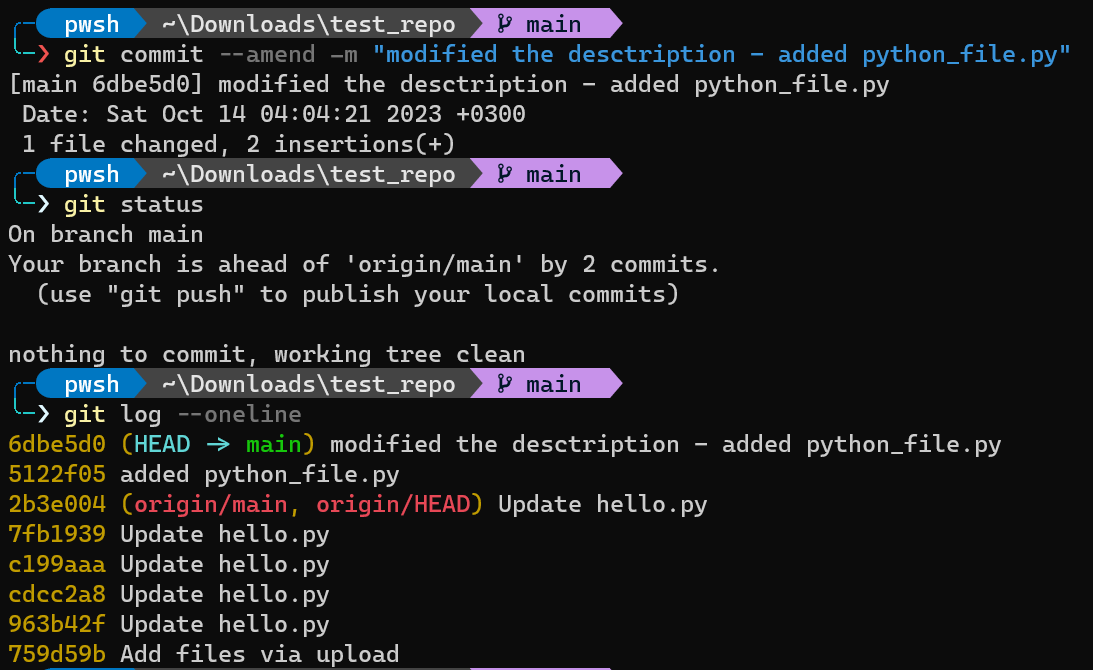 pwsh ~\Downloads\test_repo main
❯ git commit --amend -m "modified the desctription - added python_file.py"
[main 6dbe5d0] modified the desctription - added python_file.py
 Date: Sat Oct 14 04:04:21 2023 +0300
 1 file changed, 2 insertions(+)
pwsh ~\Downloads\test_repo main
❯ git status
On branch main
Your branch is ahead of 'origin/main' by 2 commits.
  (use "git push" to publish your local commits)

nothing to commit, working tree clean
pwsh ~\Downloads\test_repo main
❯ git log --oneline
6dbe5d0 (HEAD -> main) modified the desctription - added python_file.py
5122f05 added python_file.py
2b3e004 (origin/main, origin/HEAD) Update hello.py
7fb1939 Update hello.py
c199aaa Update hello.py
cdcc2a8 Update hello.py
963b42f Update hello.py
759d59b Add files via upload